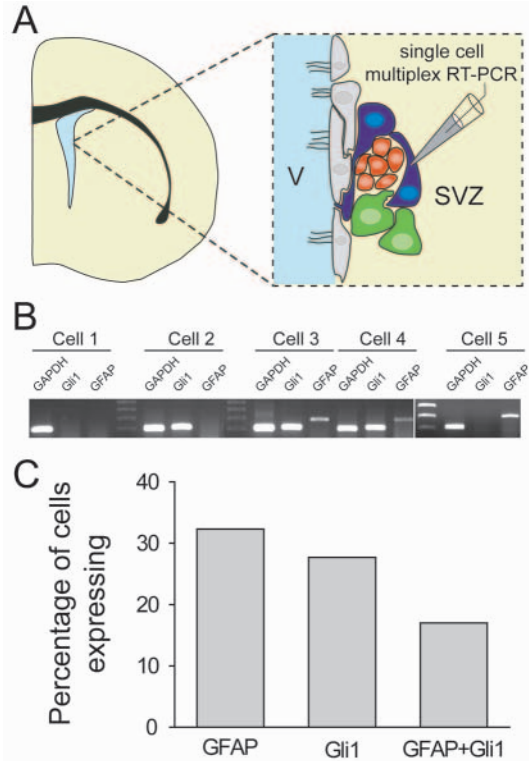 A
single cell
multiplex RT-PCR
V
SVZ
B
Cell 1 Cell 2 Cell 3 Cell 4 Cell 5
GAPDH Gli1 GFAP GAPDH Gli1 GFAP GAPDH Gli1 GFAP GAPDH Gli1 GFAP GAPDH Gli1 GFAP
C
Percentage of cells
expressing
40
30
20
10
0
GFAP Gli1 GFAP+Gli1